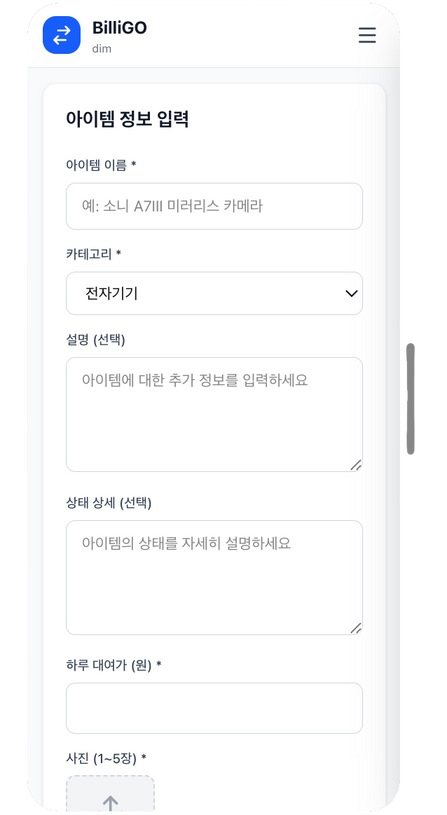 BilliGO
dim
아이템 정보 입력
아이템 이름 *
예: 소니 A7III 미러리스 카메라
카테고리 *
전자기기
설명 (선택)
아이템에 대한 추가 정보를 입력하세요
상태 상세 (선택)
아이템의 상태를 자세히 설명하세요
하루 대여가 (원) *
사진 (1~5장) *